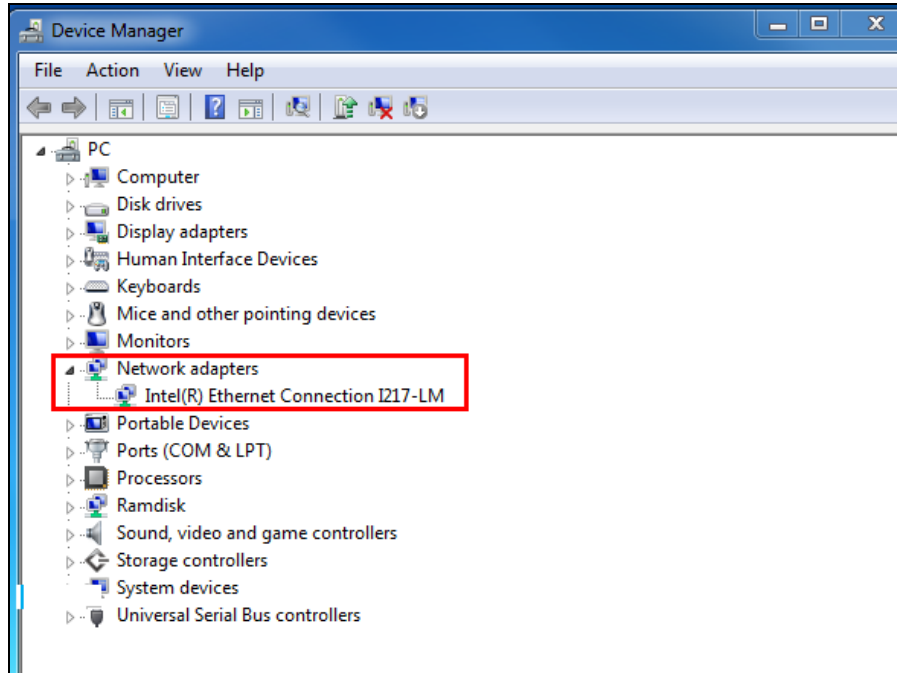 Device Manager
File Action View Help
PC
Computer
Disk drives
Display adapters
Human Interface Devices
Keyboards
Mice and other pointing devices
Monitors
Network adapters
Intel(R) Ethernet Connection I217-LM
Portable Devices
Ports (COM & LPT)
Processors
Ramdisk
Sound, video and game controllers
Storage controllers
System devices
Universal Serial Bus controllers